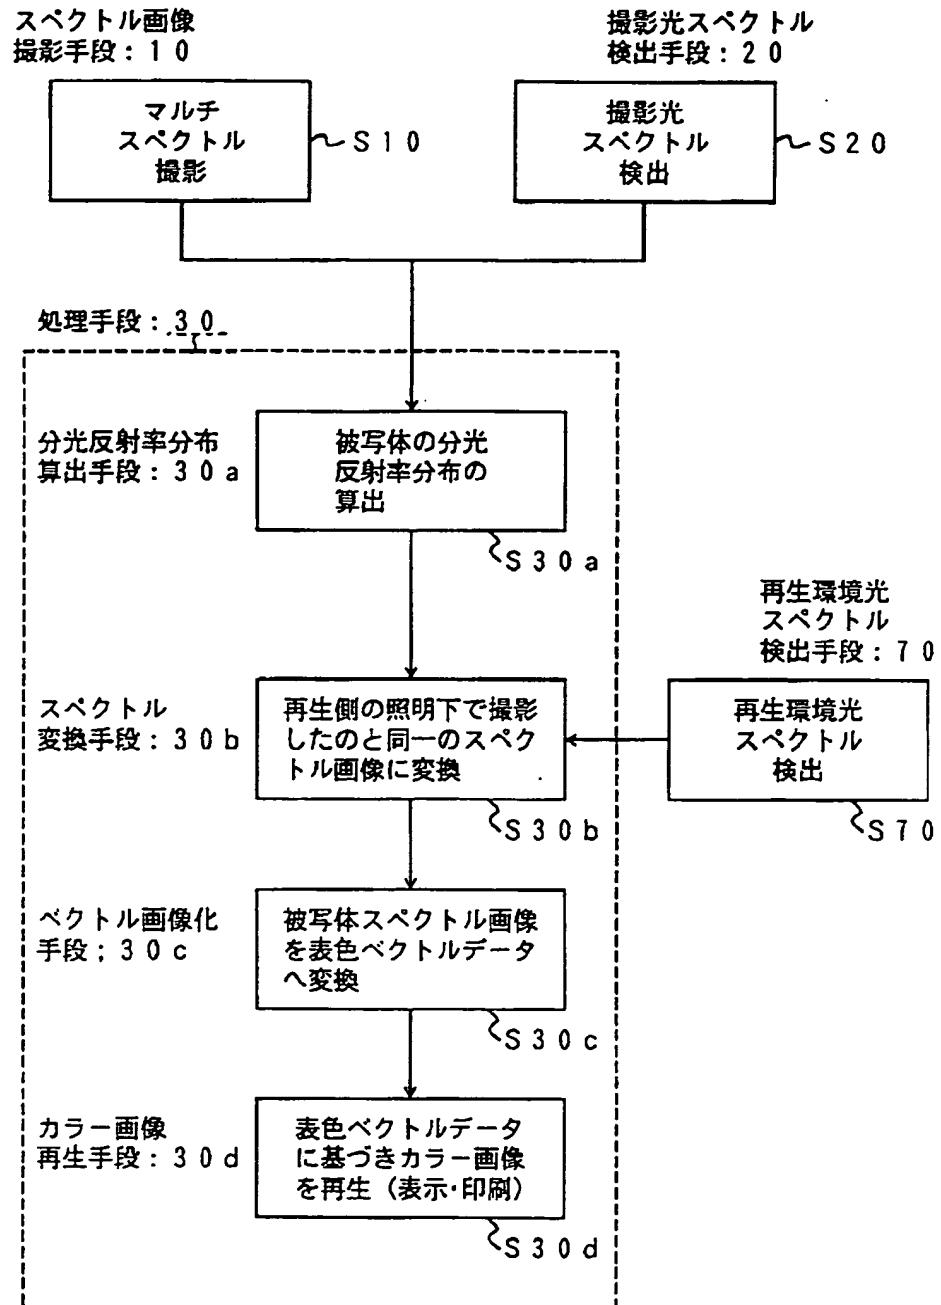 スペクトル画像
撮影手段：１０
撮影光スペクトル
検出手段：２０
マルチ
スペクトル
撮影
Ｓ１０
撮影光
スペクトル
検出
Ｓ２０
処理手段：３０
分光反射率分布
算出手段：３０ａ
被写体の分光
反射率分布の
算出
Ｓ３０ａ
再生環境光
スペクトル
検出手段：７０
スペクトル
変換手段：３０ｂ
再生側の照明下で撮影
したのと同一のスペク
トル画像に変換
Ｓ３０ｂ
再生環境光
スペクトル
検出
Ｓ７０
ベクトル画像化
手段：３０ｃ
被写体スペクトル画像
を表色ベクトルデータ
へ変換
Ｓ３０ｃ
カラー画像
再生手段：３０ｄ
表色ベクトルデータ
に基づきカラー画像
を再生（表示・印刷）
Ｓ３０ｄ